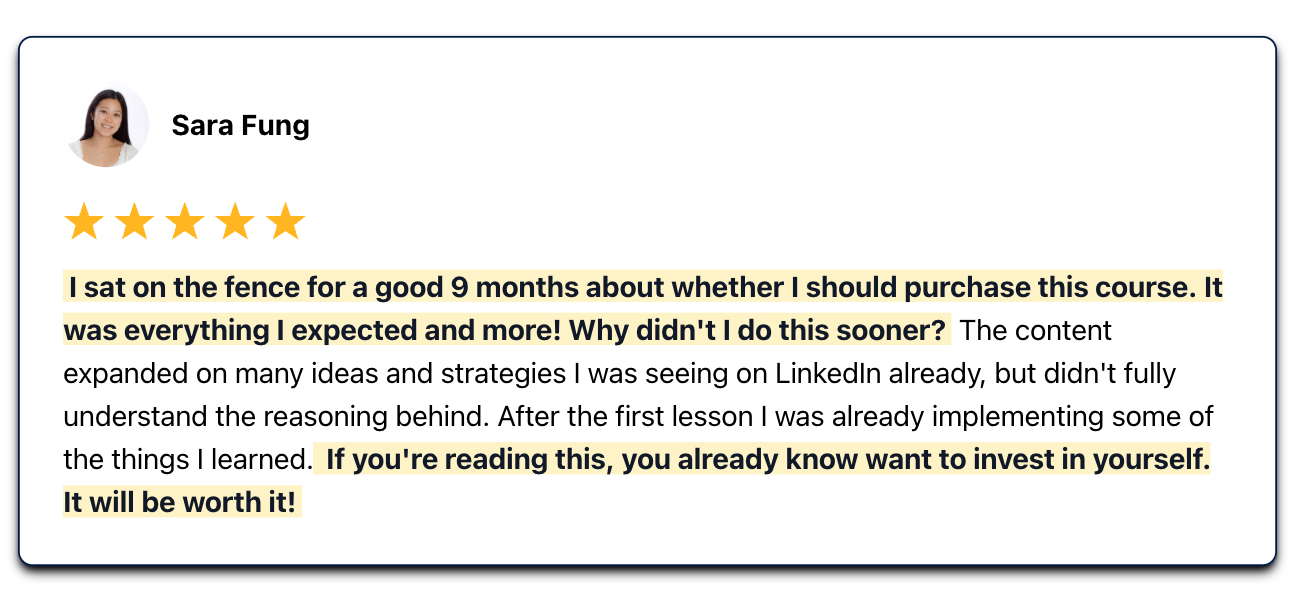 Sara Fung
I sat on the fence for a good 9 months about whether I should purchase this course. It
was everything I expected and more! Why didn't I do this sooner? The content
expanded on many ideas and strategies I was seeing on LinkedIn already, but didn't fully
understand the reasoning behind. After the first lesson I was already implementing some of
the things I learned. If you're reading this, you already know want to invest in yourself.
It will be worth it!